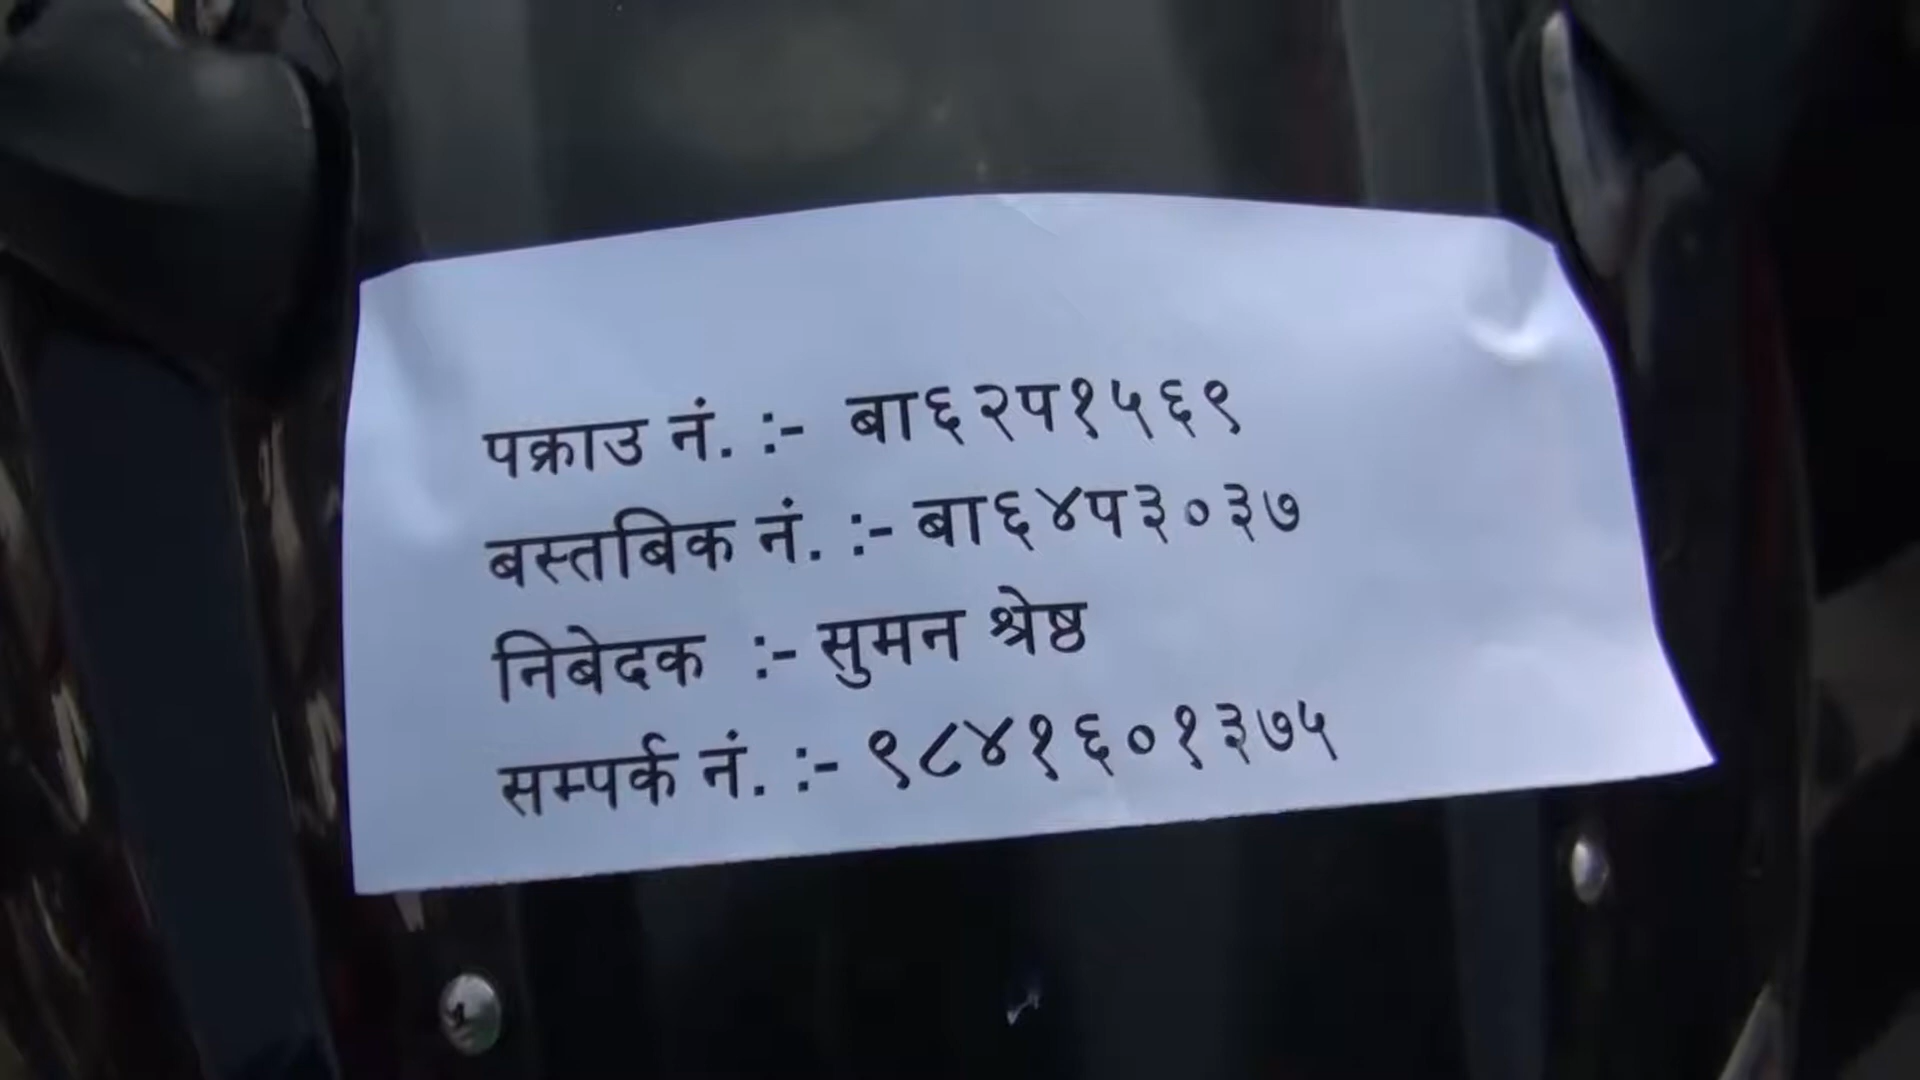 पक्राउ नं. :- बा६२प१५६९
बस्तबिक नं. :- बा६४प३०३७
निबेदक :- सुमन श्रेष्ठ
सम्पर्क नं. :- ९८४१६०१३७५